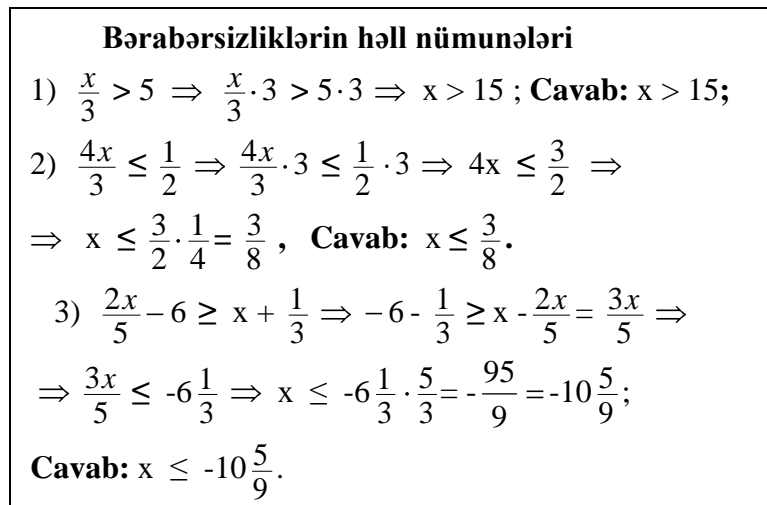 Bərabərsizliklərin həll nümunələri
1) x/3 > 5 ⇒ x/3 · 3 > 5 · 3 ⇒ x > 15 ; Cavab: x > 15;
2) 4x/3 ≤ 1/2 ⇒ 4x/3 · 3 ≤ 1/2 · 3 ⇒ 4x ≤ 3/2 ⇒
⇒ x ≤ 3/2 · 1/4 = 3/8 , Cavab: x ≤ 3/8.
3) 2x/5 – 6 ≥ x + 1/3 ⇒ – 6 - 1/3 ≥ x - 2x/5 = 3x/5 ⇒
⇒ 3x/5 ≤ -6 1/3 ⇒ x ≤ -6 1/3 · 5/3 = - 95/9 = -10 5/9;
Cavab: x ≤ -10 5/9.